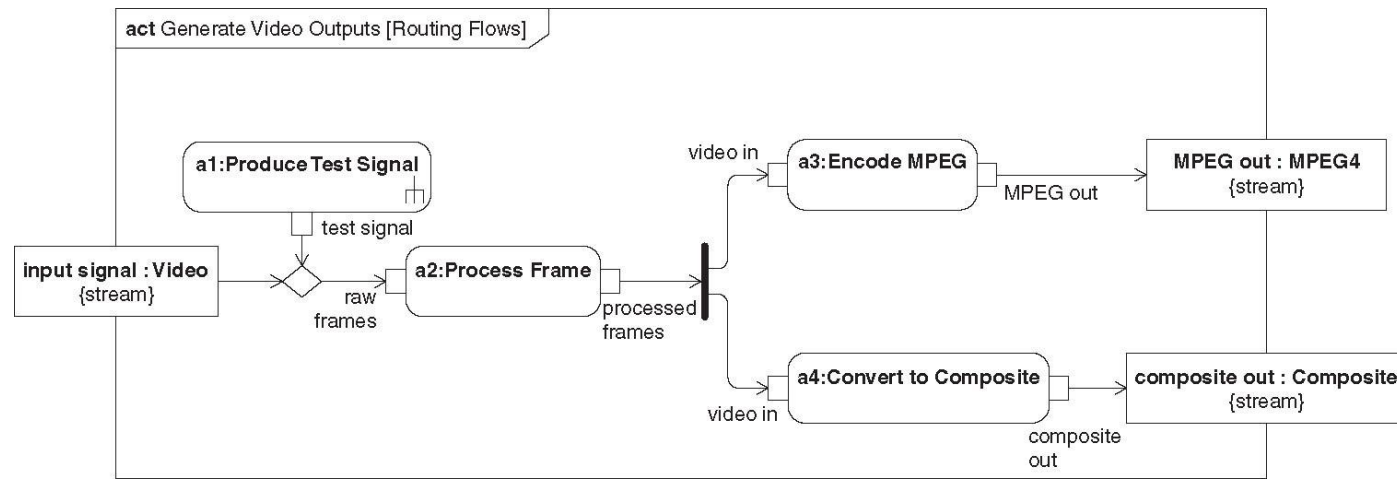 act Generate Video Outputs [Routing Flows]
a1:Produce Test Signal
test signal
input signal : Video
{stream}
raw
frames
a2:Process Frame
processed
frames
video in
a3:Encode MPEG
MPEG out
MPEG out : MPEG4
{stream}
video in
a4:Convert to Composite
composite
out
composite out : Composite
{stream}